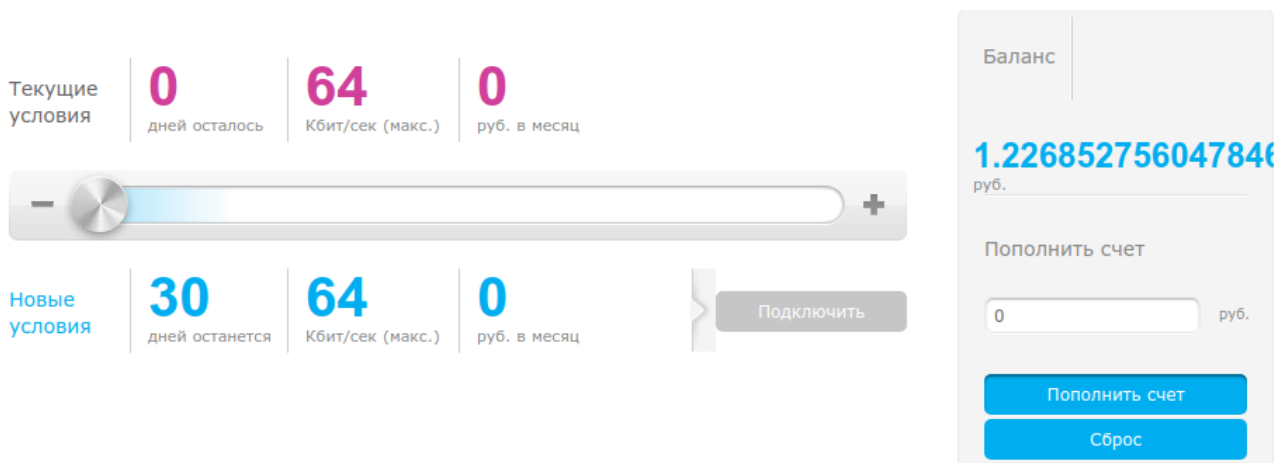 Текущие условия
0
дней осталось
64
Кбит/сек (макс.)
0
руб. в месяц
Новые условия
30
дней останется
64
Кбит/сек (макс.)
0
руб. в месяц
Подключить
Баланс
1.226852756047846
руб.
Пополнить счет
0
руб.
Пополнить счет
Сброс